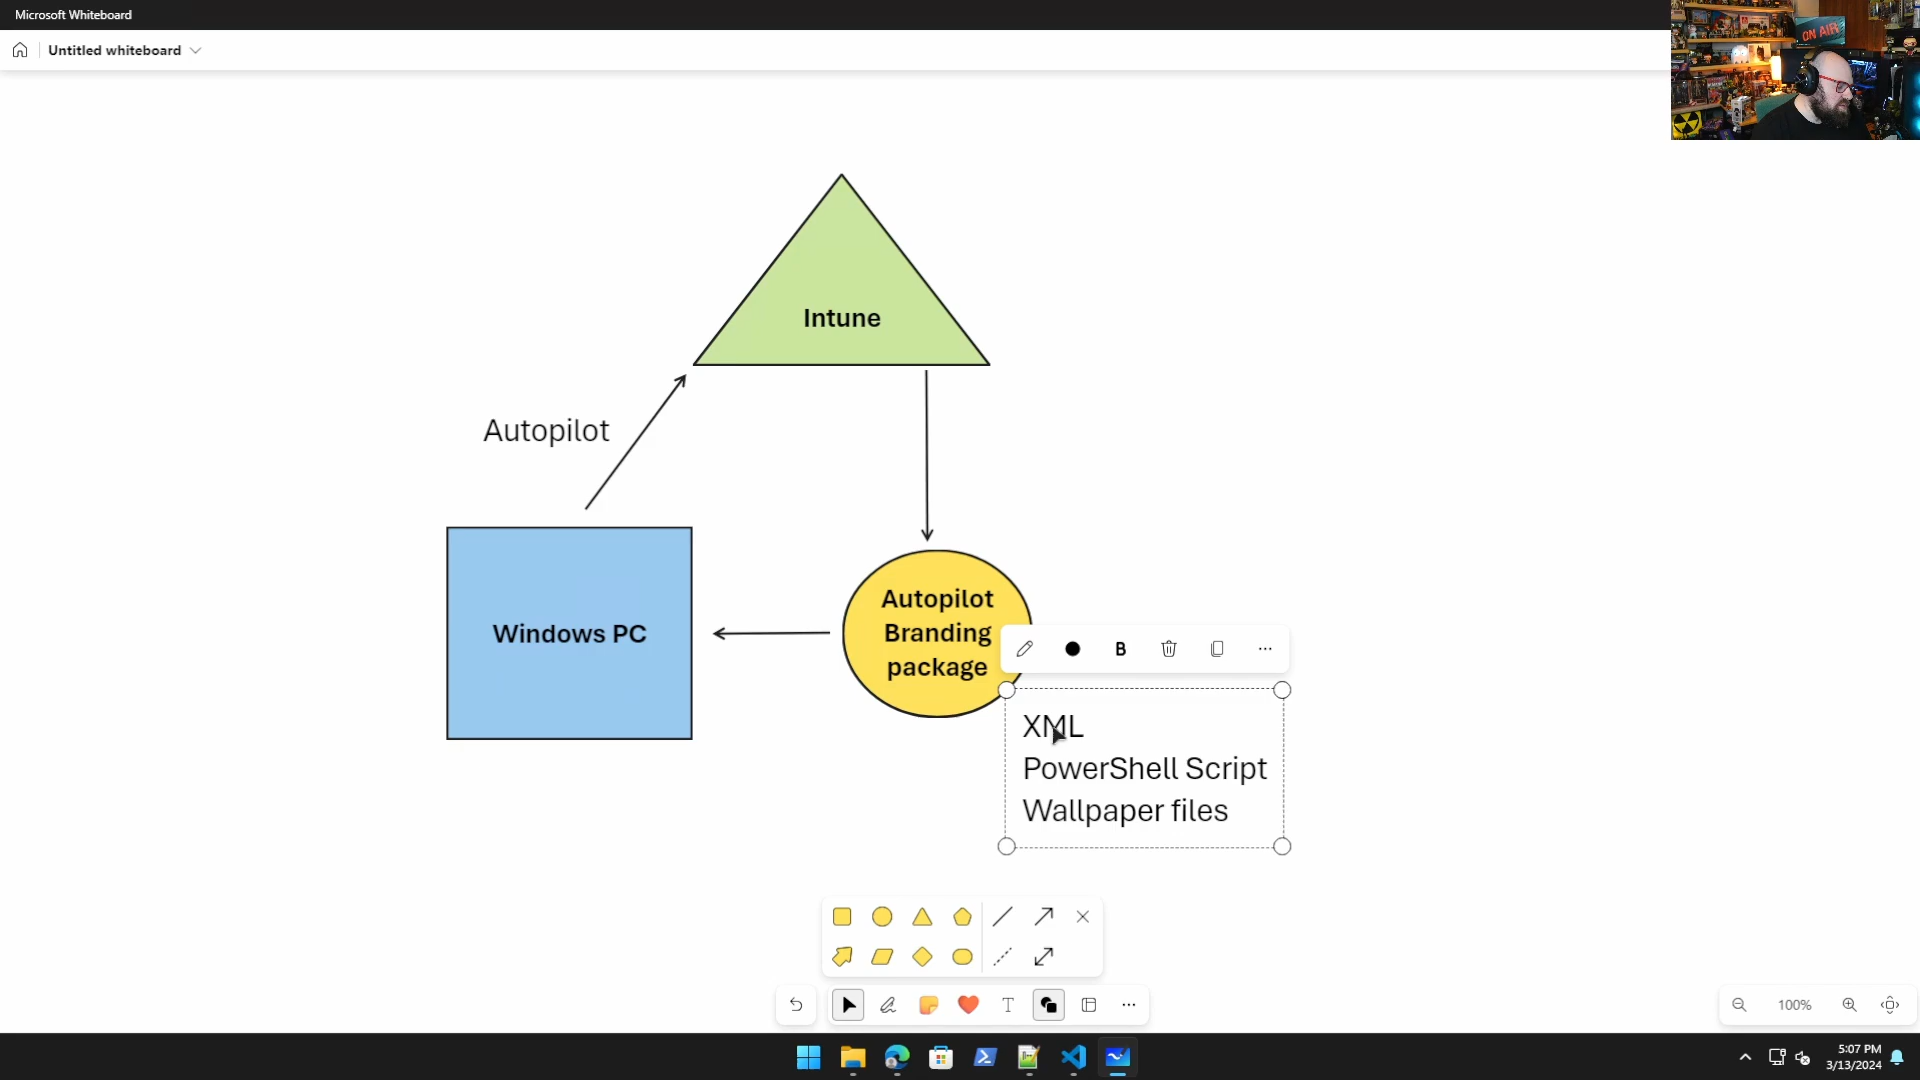 Microsoft Whiteboard
Untitled whiteboard
ON AIR
Intune
Autopilot
Windows PC
Autopilot
Branding
package
B
XML
PowerShell Script
Wallpaper files
T
100%
5:07 PM
3/13/2024